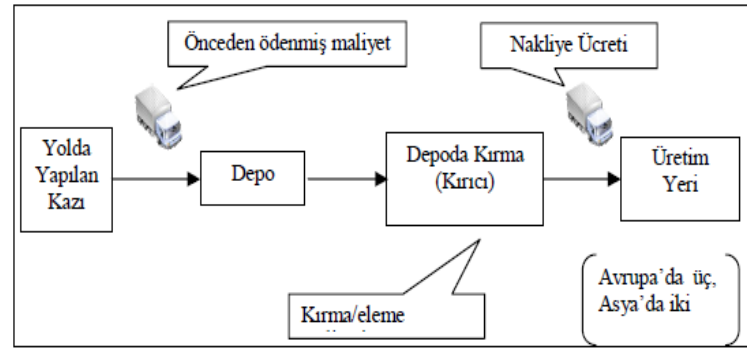 Önceden ödenmiş maliyet
Nakliye Ücreti
Yolda
Yapılan
Kazı
Depo
Depoda Kırma
(Kırıcı)
Üretim
Yeri
Kırma/eleme
Avrupa’da üç,
Asya’da iki